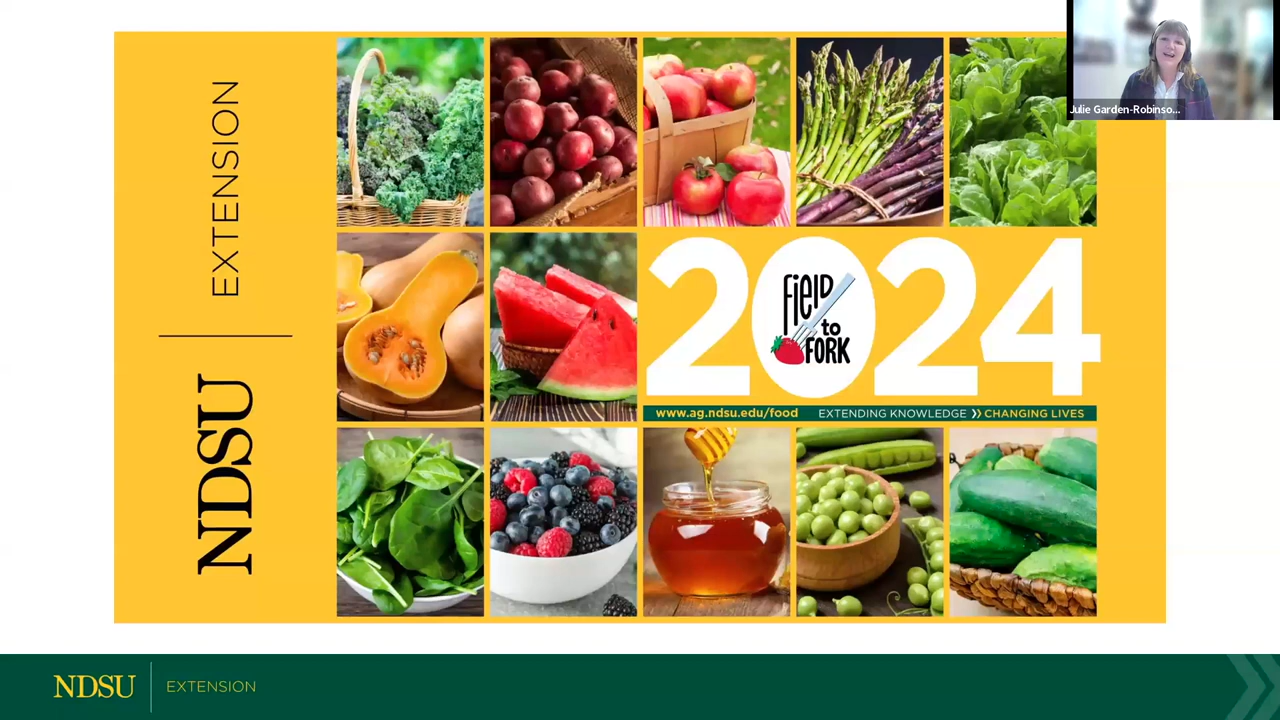 Julie Garden-Robinso...
NDSU | EXTENSION
2024
Field
to
FORK
www.ag.ndsu.edu/food
EXTENDING KNOWLEDGE » CHANGING LIVES
NDSU | EXTENSION